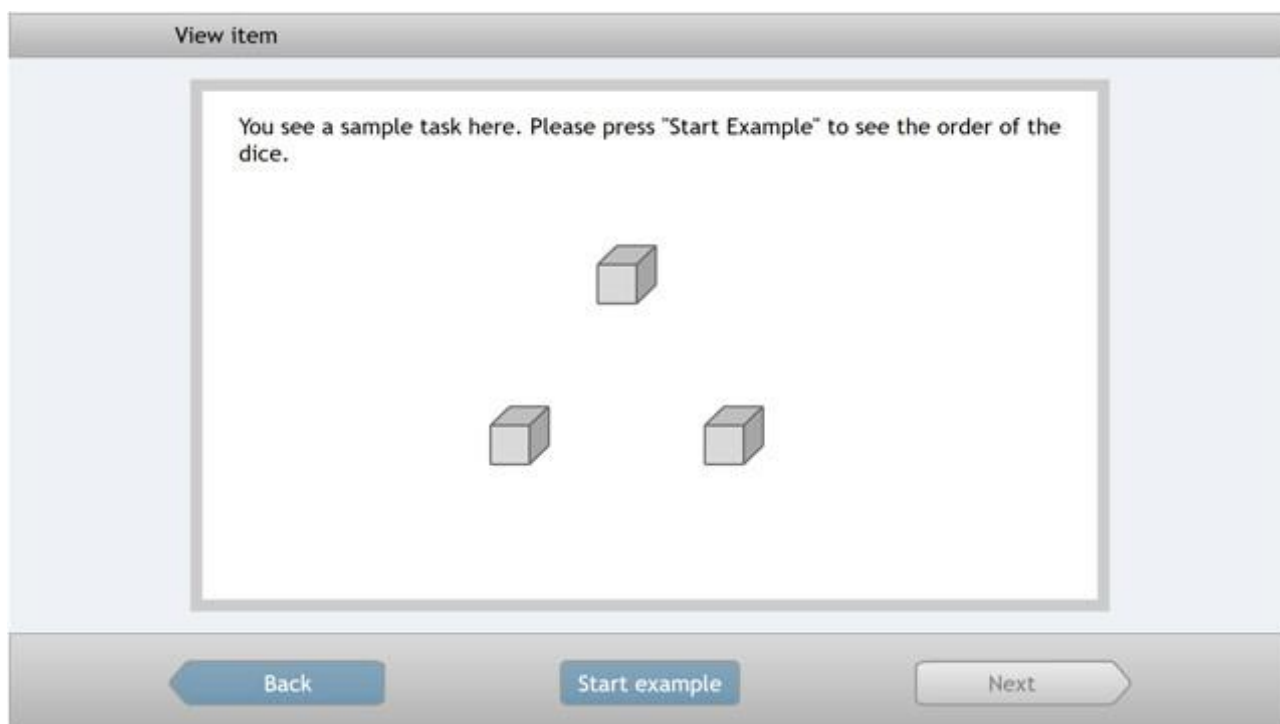 View item
You see a sample task here. Please press "Start Example" to see the order of the
dice.
Back
Start example
Next